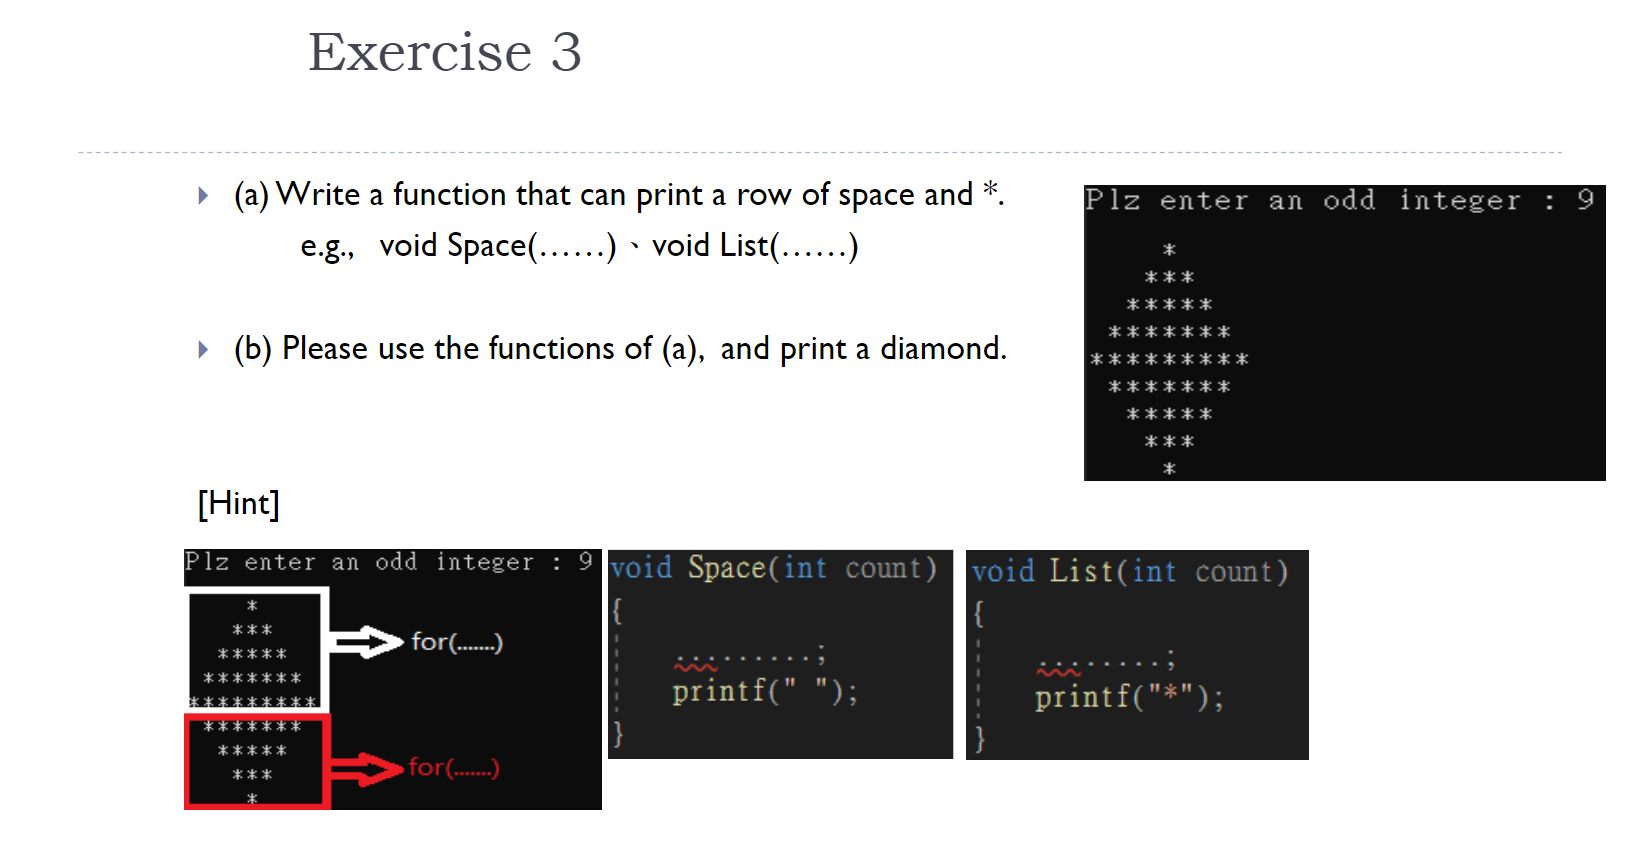 Exercise 3
(a) Write a function that can print a row of space and *.
e.g., void Space(......)、void List(......)
(b) Please use the functions of (a), and print a diamond.
Plz enter an odd integer : 9
    *
   ***
  *****
 *******
*********
 *******
  *****
   ***
    *
[Hint]
Plz enter an odd integer : 9
    *
   ***
  *****
 *******
*********
 *******
  *****
   ***
    *
for(.......)
for(.......)
void Space(int count)
{
.........;
printf(" ");
}
void List(int count)
{
........;
printf("*");
}